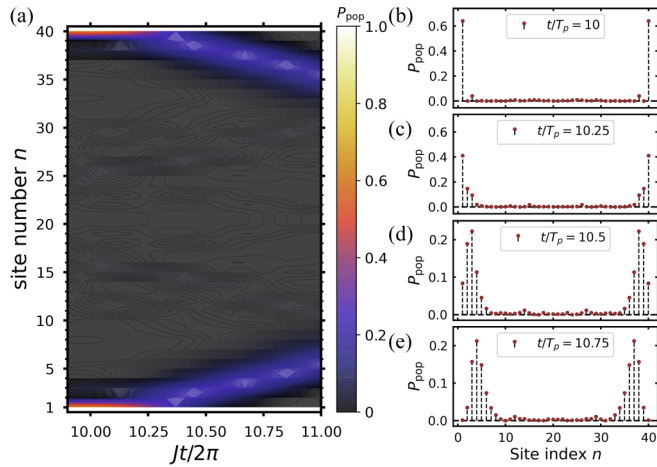 (a)
P_pop
40
35
30
25
20
15
10
5
1
site number n
10.00
10.25
10.50
10.75
11.00
Jt/2π
1.0
0.8
0.6
0.4
0.2
0
(b)
t/T_p = 10
P_pop
0.6
0.4
0.2
0.0
(c)
t/T_p = 10.25
P_pop
0.6
0.4
0.2
0.0
(d)
t/T_p = 10.5
P_pop
0.2
0.1
0.0
(e)
t/T_p = 10.75
P_pop
0.2
0.1
0.0
0
10
20
30
40
Site index n